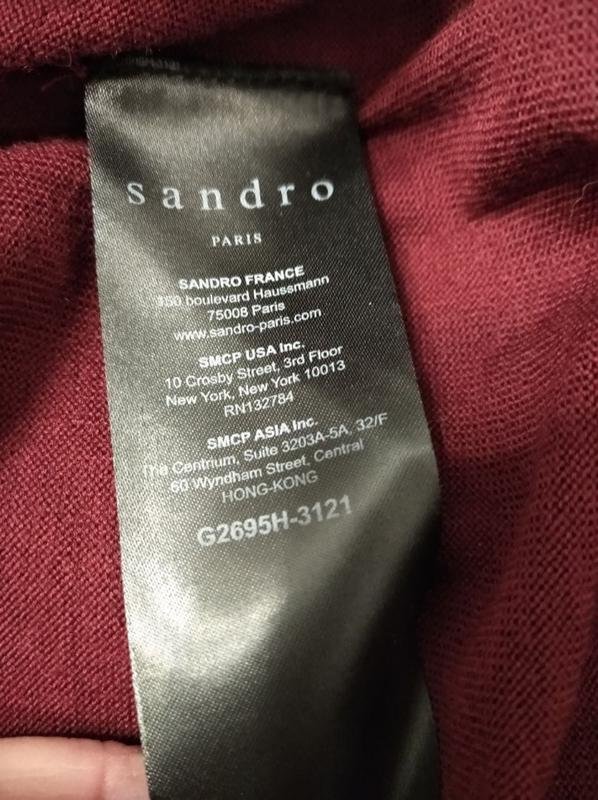 sandro
PARIS
SANDRO FRANCE
150 boulevard Haussmann
75008 Paris
www.sandro-paris.com
SMCP USA Inc.
10 Crosby Street, 3rd Floor
New York, New York 10013
RN132784
SMCP ASIA Inc.
The Centrium, Suite 3203A-5A, 32/F
60 Wyndham Street, Central
HONG-KONG
G2695H-3121